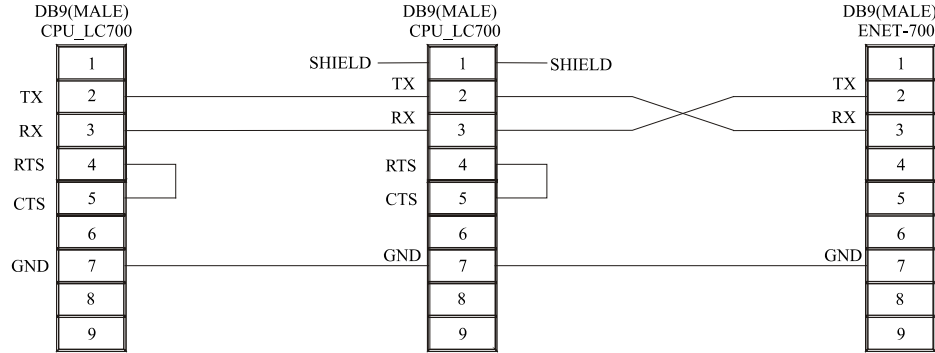 DB9(MALE) DB9(MALE) DB9(MALE)
CPU_LC700 CPU_LC700 ENET-700
1 SHIELD 1 SHIELD 1
TX 2 TX 2 TX 2
RX 3 RX 3 RX 3
RTS 4 RTS 4 4
CTS 5 CTS 5 5
6 6 6
GND 7 GND 7 GND 7
8 8 8
9 9 9